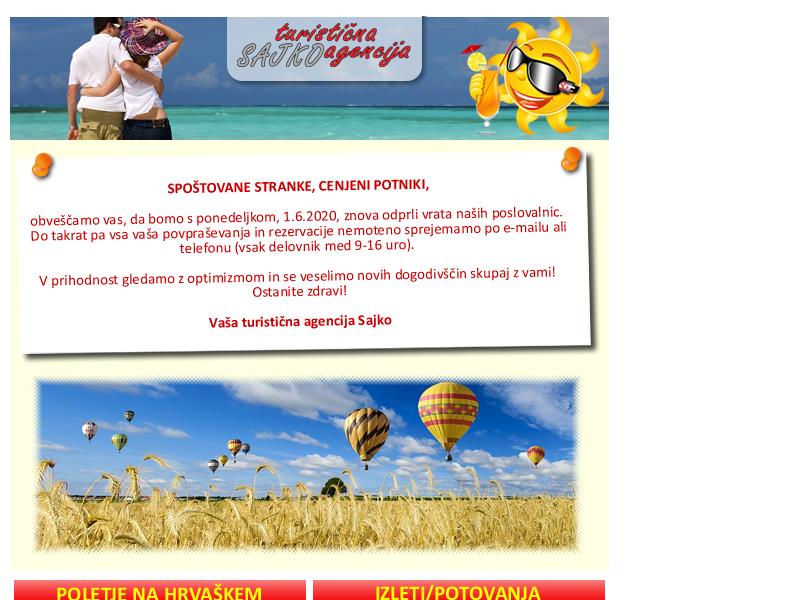 turistična
SAJKO agencija
SPOŠTOVANE STRANKE, CENJENI POTNIKI,
obveščamo vas, da bomo s ponedeljkom, 1.6.2020, znova odprli vrata naših poslovalnic.
Do takrat pa vsa vaša povpraševanja in rezervacije nemoteno sprejemamo po e-mailu ali
telefonu (vsak delovnik med 9-16 uro).
V prihodnost gledamo z optimizmom in se veselimo novih dogodivščin skupaj z vami!
Ostanite zdravi!
Vaša turistična agencija Sajko
POLETJE NA HRVAŠKEM
IZLETI/POTOVANJA